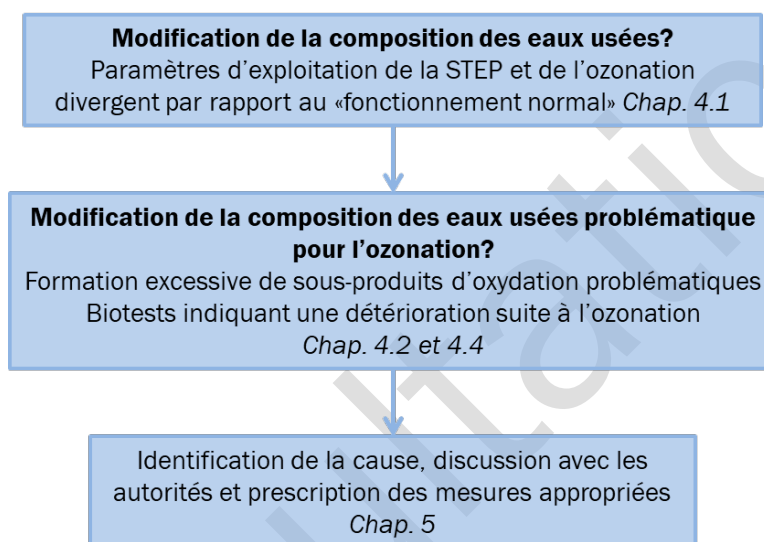 Modification de la composition des eaux usées?
Paramètres d'exploitation de la STEP et de l'ozonation
divergent par rapport au «fonctionnement normal» Chap. 4.1
Modification de la composition des eaux usées problématique
pour l'ozonation?
Formation excessive de sous-produits d'oxydation problématiques
Biotests indiquant une détérioration suite à l'ozonation
Chap. 4.2 et 4.4
Identification de la cause, discussion avec les
autorités et prescription des mesures appropriées
Chap. 5